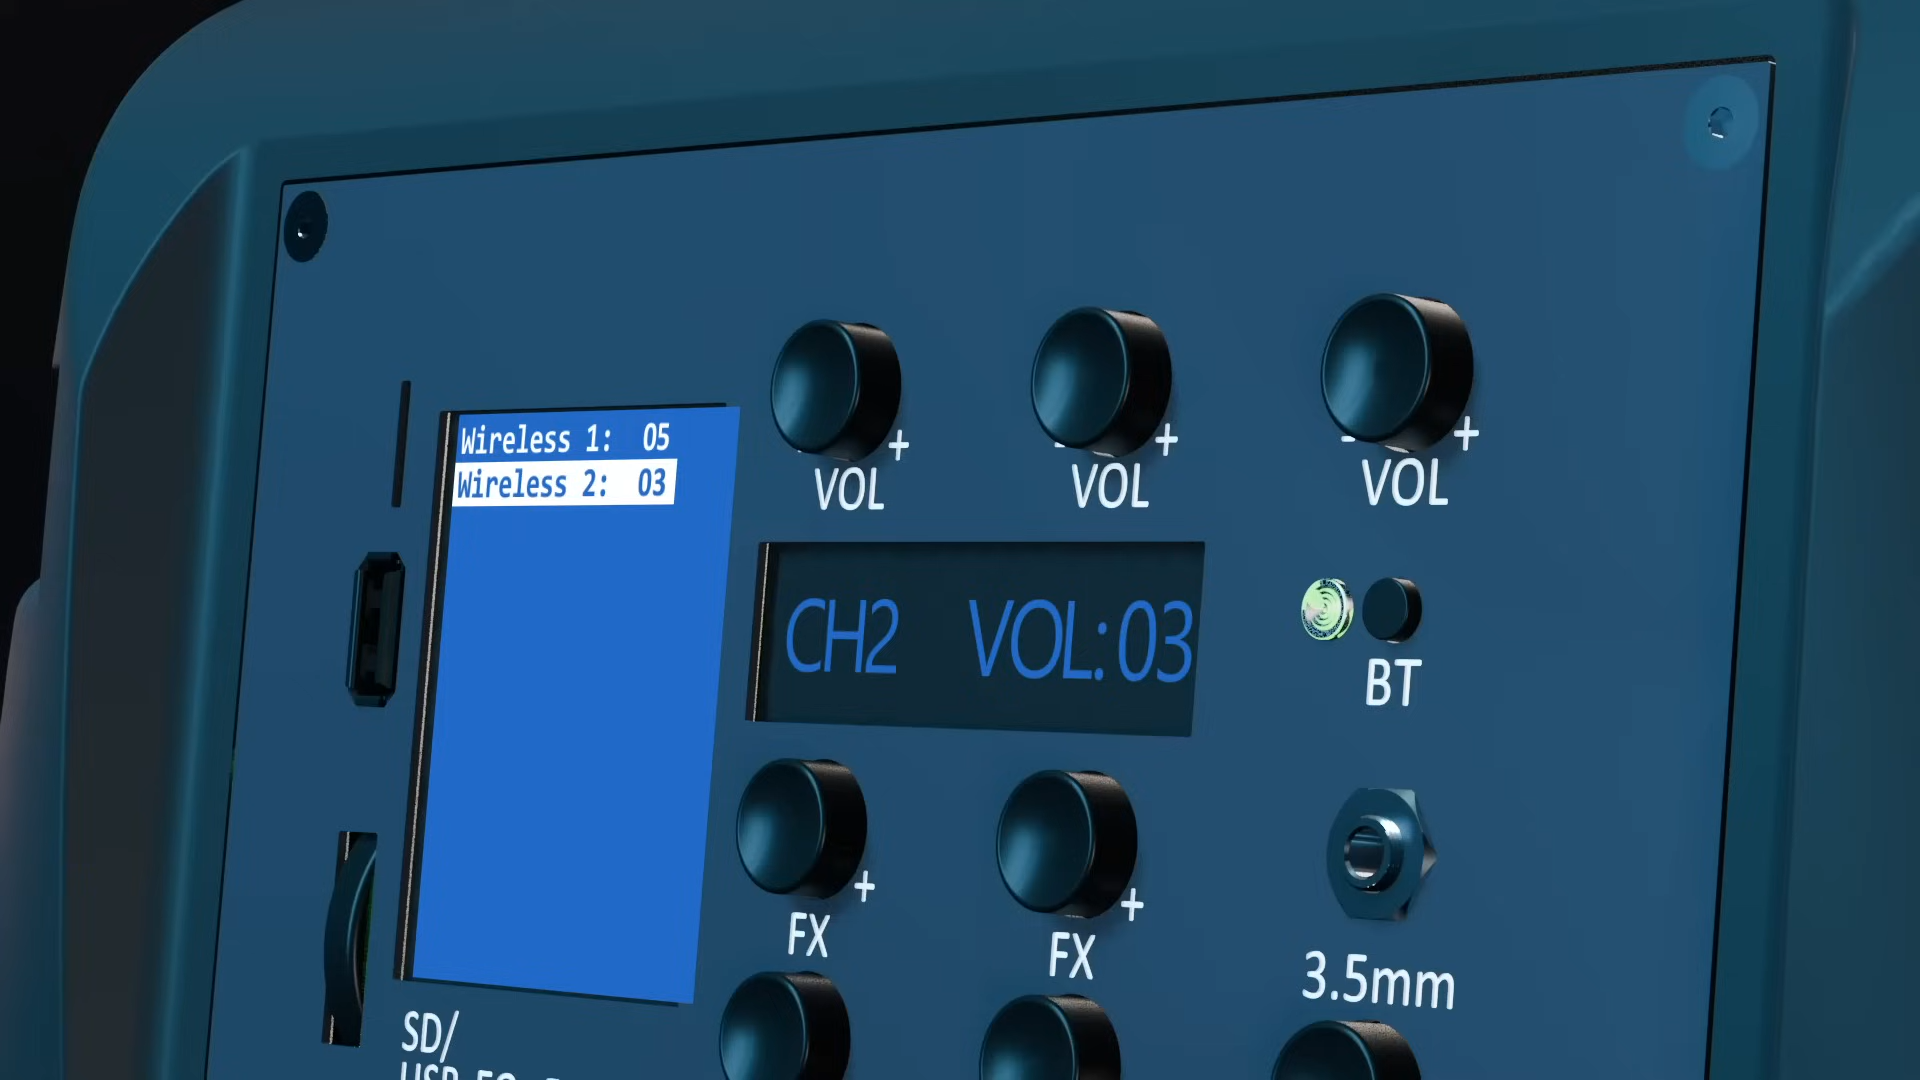 Wireless 1: 05
Wireless 2: 03
- + - + - +
VOL VOL VOL
CH2 VOL: 03
BT
+ +
FX FX
3.5mm
SD/